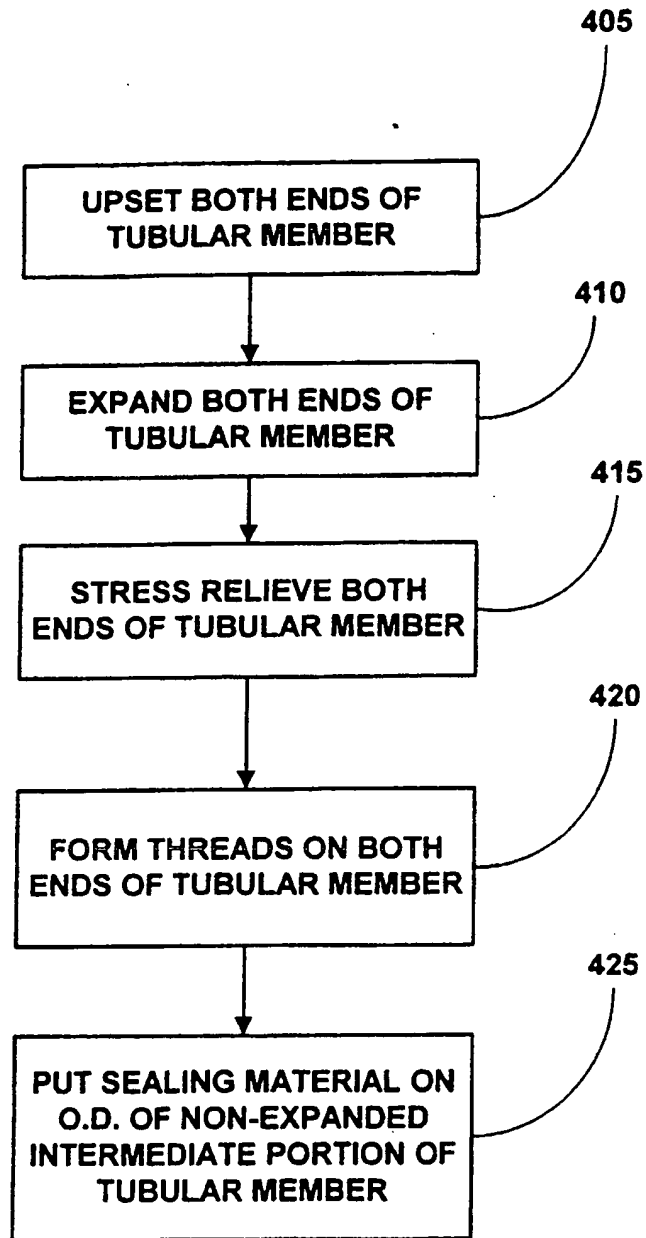 405
UPSET BOTH ENDS OF
TUBULAR MEMBER
410
EXPAND BOTH ENDS OF
TUBULAR MEMBER
415
STRESS RELIEVE BOTH
ENDS OF TUBULAR MEMBER
420
FORM THREADS ON BOTH
ENDS OF TUBULAR MEMBER
425
PUT SEALING MATERIAL ON
O.D. OF NON-EXPANDED
INTERMEDIATE PORTION OF
TUBULAR MEMBER